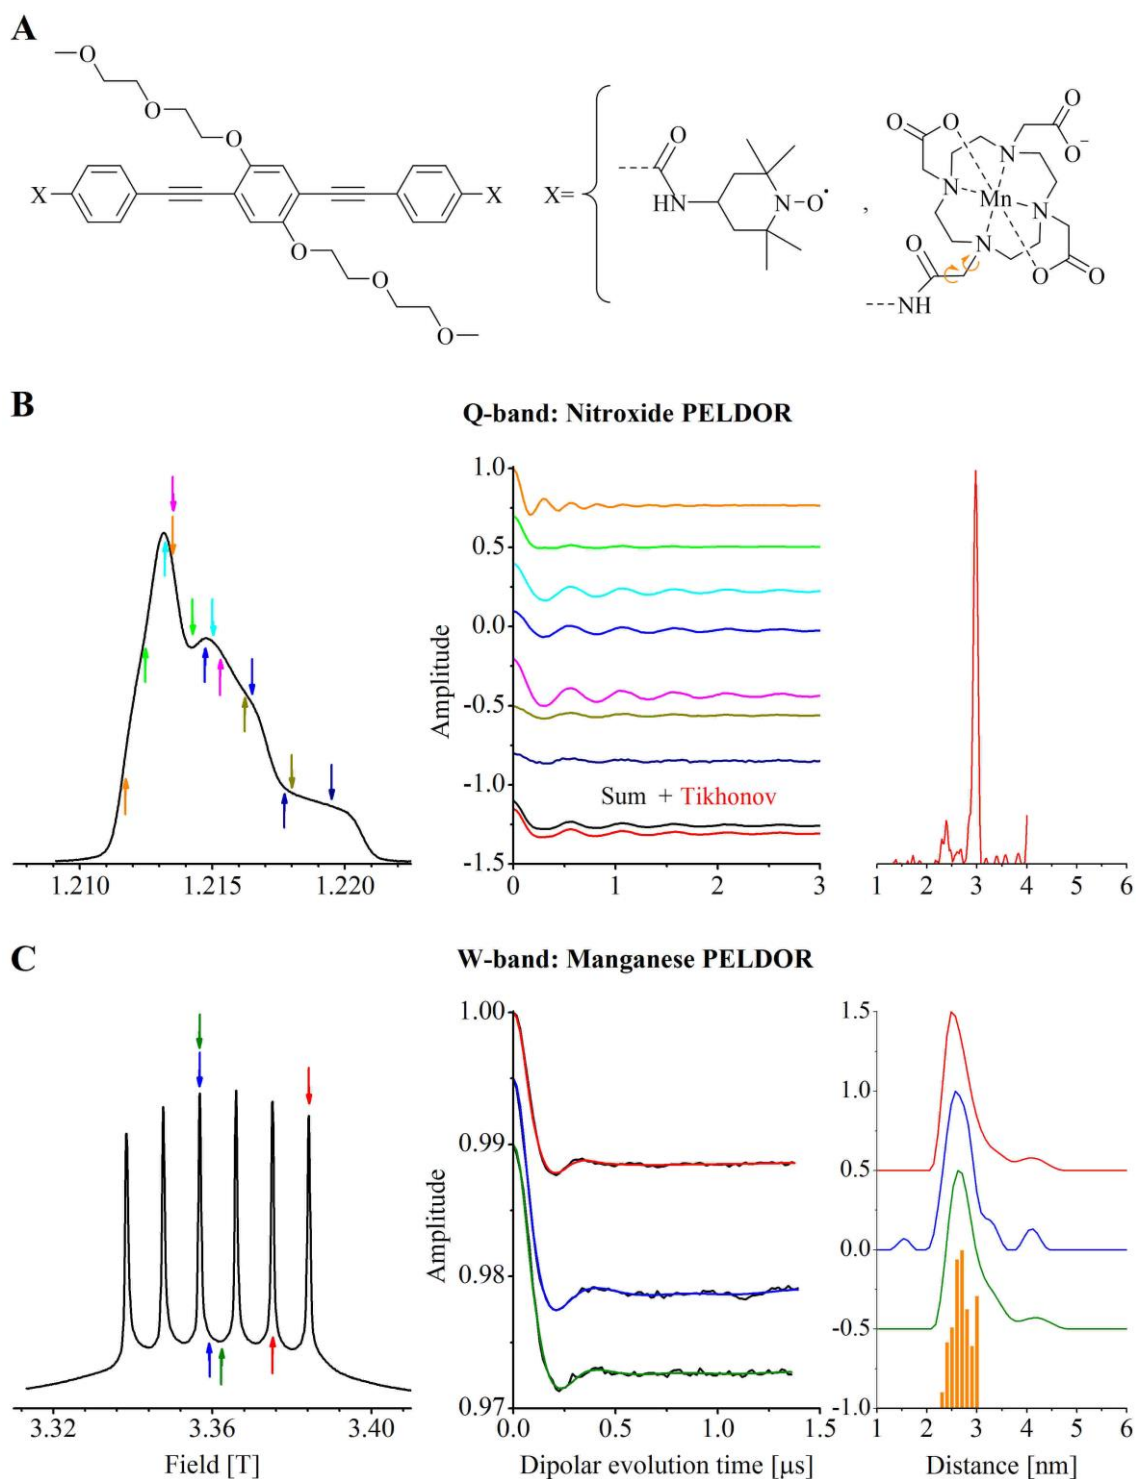 A
O
O
O
X
X
O
O
O
X=
O
HN
N–O•
,
O
O
O
O⁻
N
N
Mn
N
N
O
O
O
NH
B
Q-band: Nitroxide PELDOR
1.0
0.5
0.0
-0.5
-1.0
-1.5
Amplitude
Sum + Tikhonov
1.210 1.215 1.220
0 1 2 3
1 2 3 4 5 6
C
W-band: Manganese PELDOR
1.00
0.99
0.98
0.97
Amplitude
1.5
1.0
0.5
0.0
-0.5
-1.0
3.32 3.36 3.40
0.0 0.5 1.0 1.5
1 2 3 4 5 6
Field [T]
Dipolar evolution time [µs]
Distance [nm]